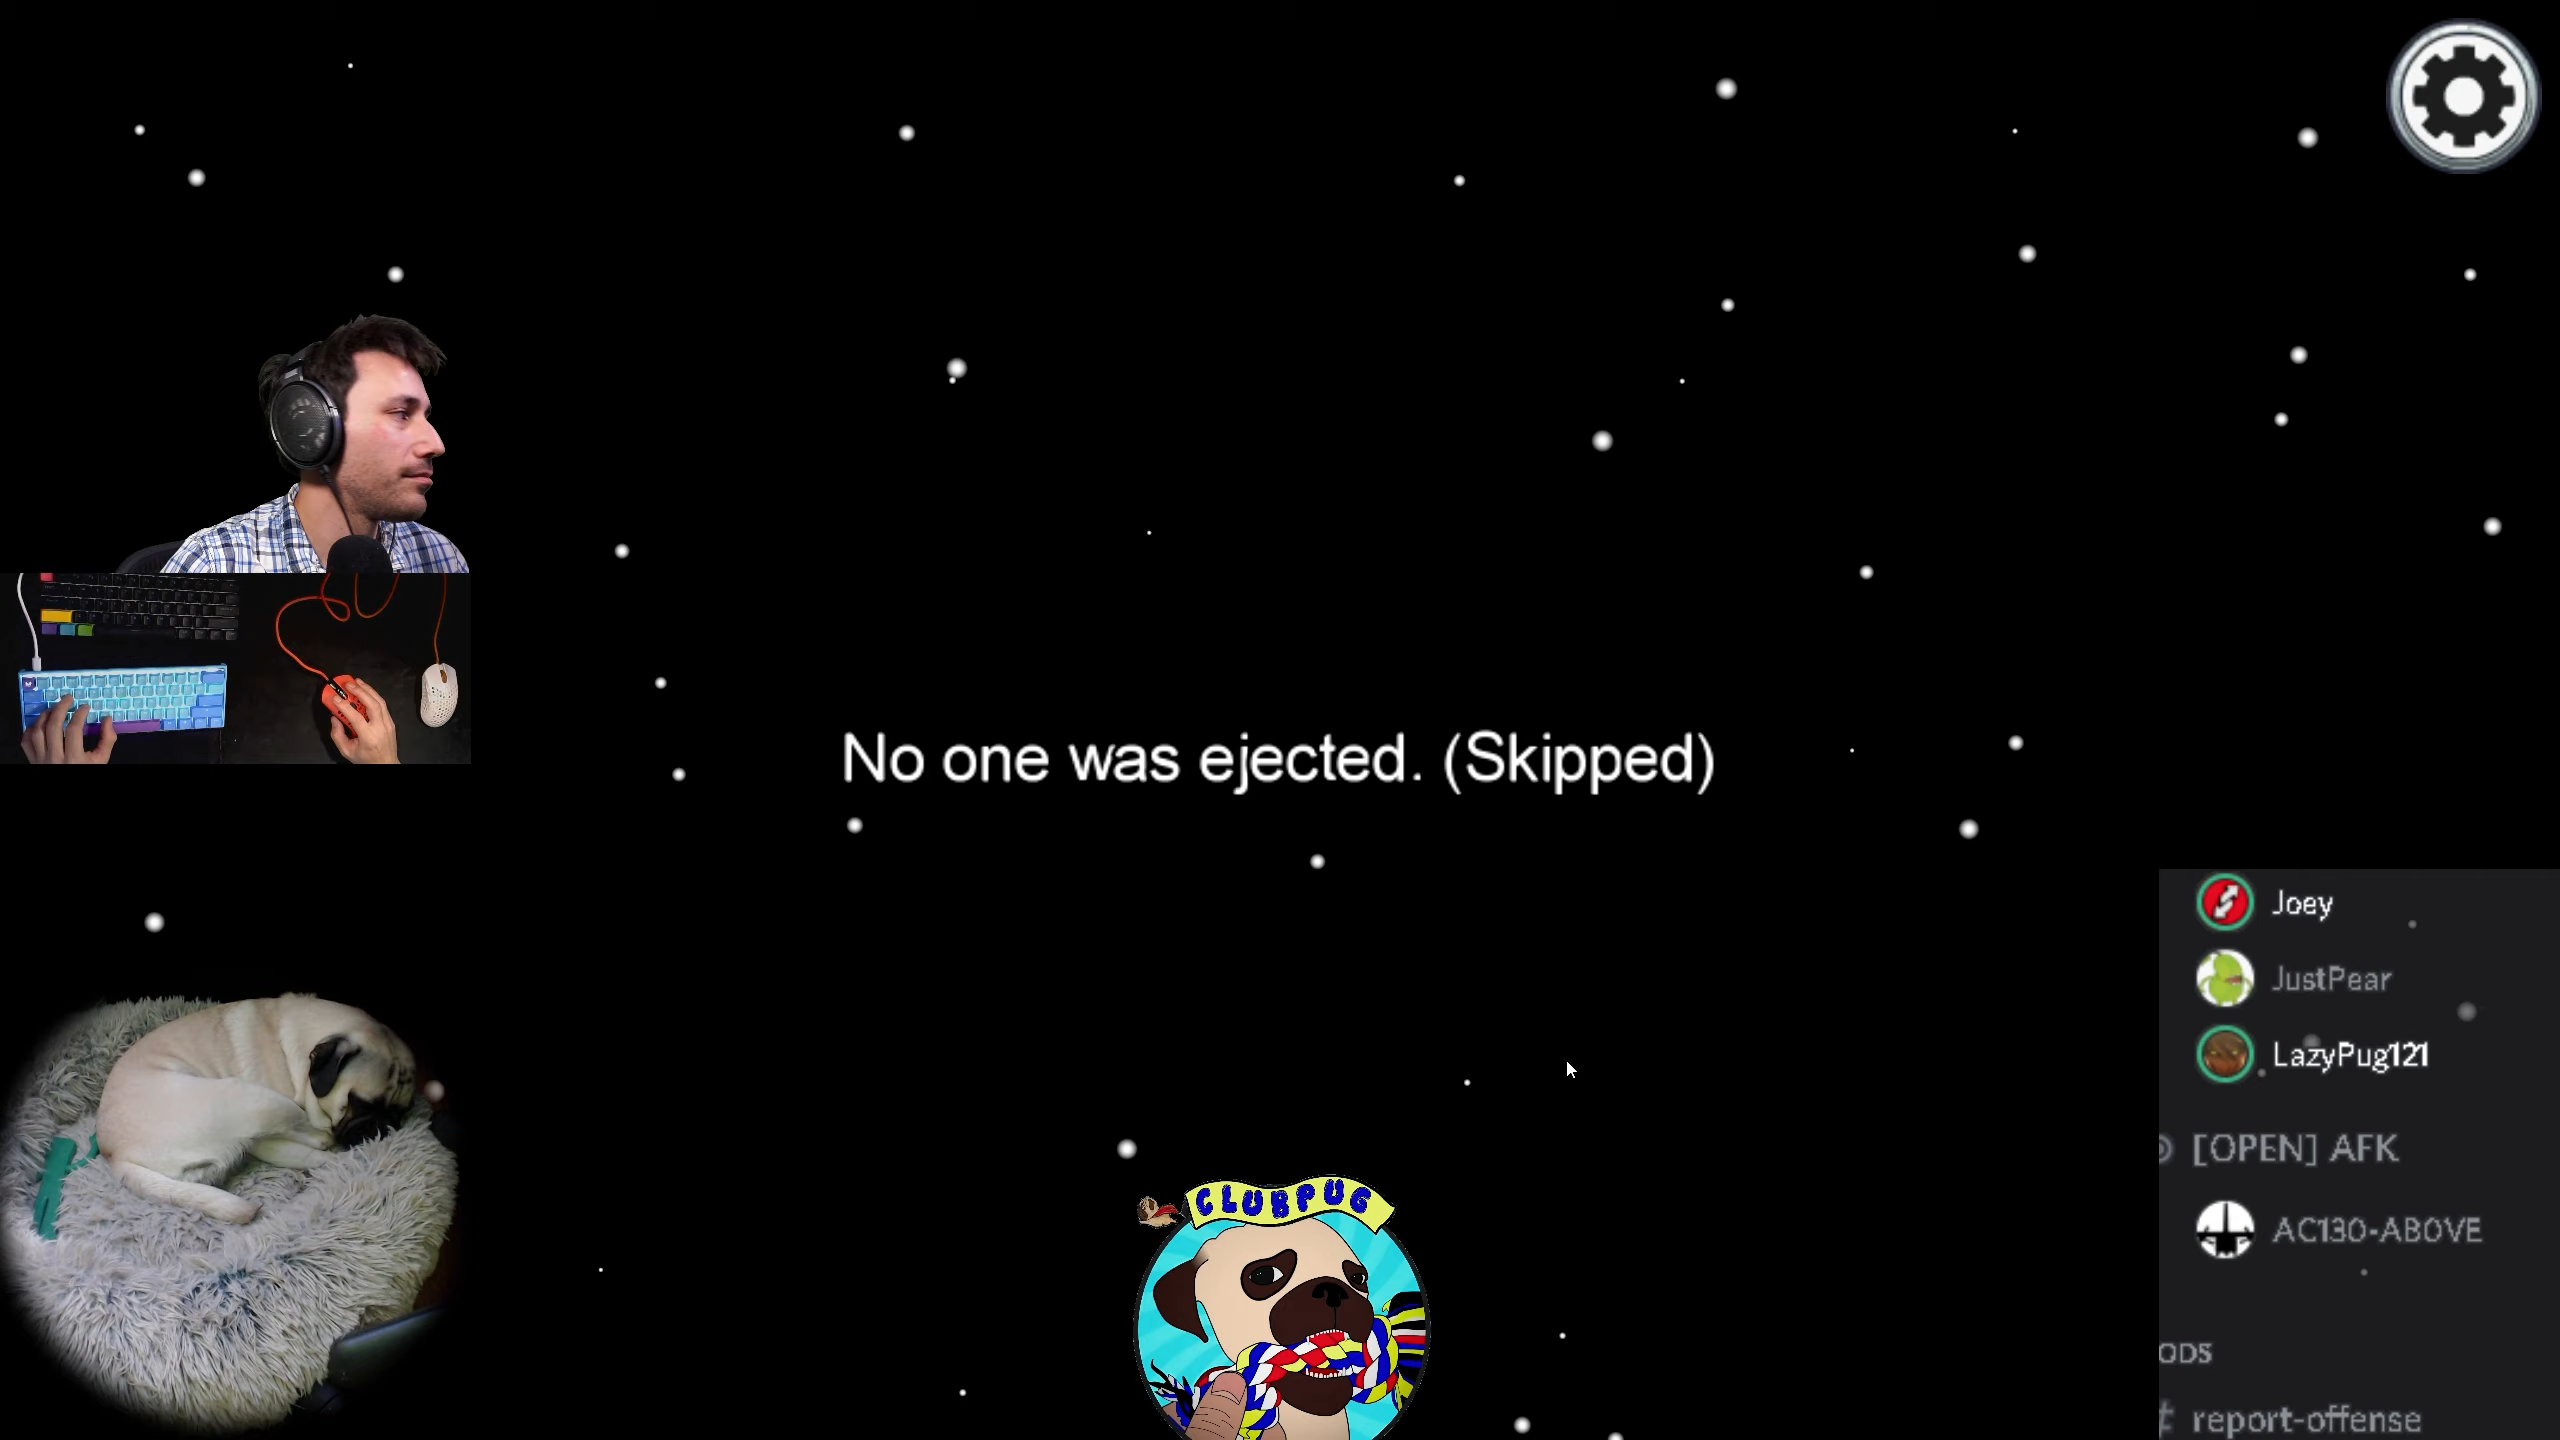 No one was ejected. (Skipped)
Joey
JustPear
LazyPug121
[OPEN] AFK
AC130-ABOVE
ODS
report-offense
CLUBPUG